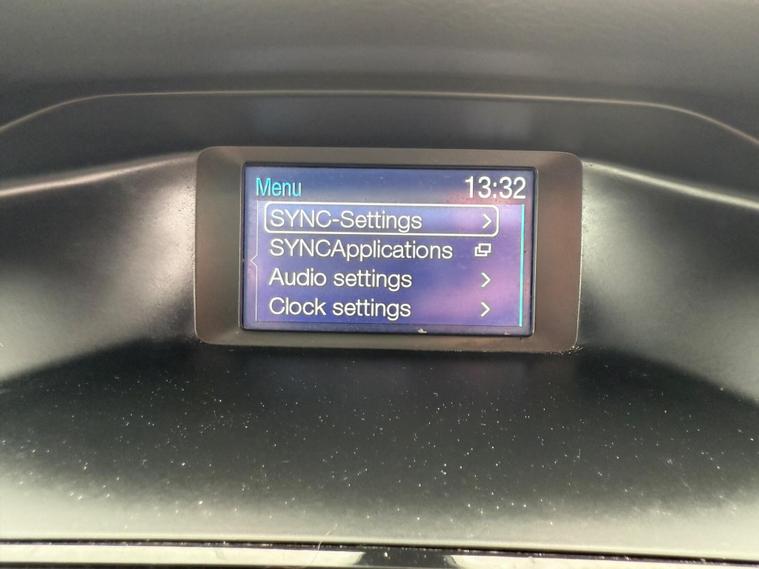 Menu 13:32
SYNC-Settings
SYNCApplications
Audio settings
Clock settings